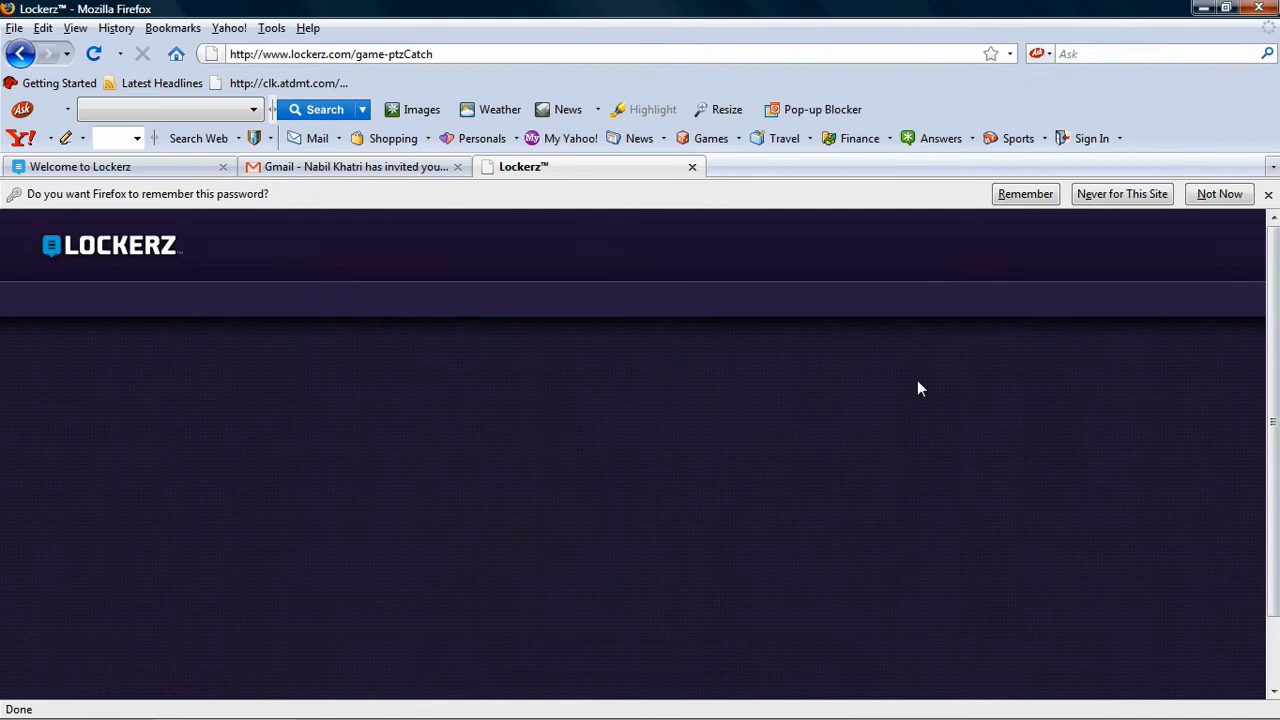 Lockerz™ - Mozilla Firefox
File Edit View History Bookmarks Yahoo! Tools Help
http://www.lockerz.com/game-ptzCatch Ask Ask
Getting Started Latest Headlines http://clk.atdmt.com/...
Ask Search Images Weather News Highlight Resize Pop-up Blocker
Y! Search Web Mail Shopping Personals My Yahoo! News Games Travel Finance Answers Sports Sign In
Welcome to Lockerz Gmail - Nabil Khatri has invited you... Lockerz™
Do you want Firefox to remember this password? Remember Never for This Site Not Now
LOCKERZ™
Done